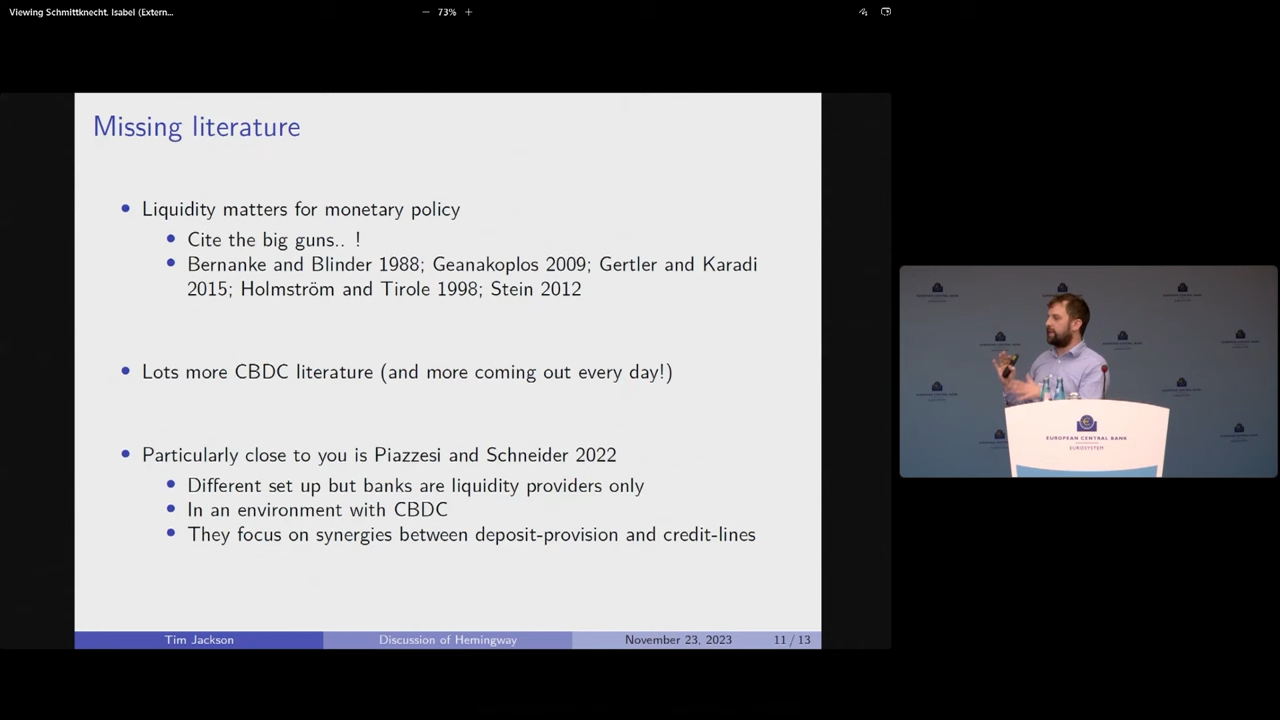 Viewing Schmittknecht. Isabel (Extern...
− 73% +
Missing literature
• Liquidity matters for monetary policy
• Cite the big guns.. !
• Bernanke and Blinder 1988; Geanakoplos 2009; Gertler and Karadi
2015; Holmström and Tirole 1998; Stein 2012
• Lots more CBDC literature (and more coming out every day!)
• Particularly close to you is Piazzesi and Schneider 2022
• Different set up but banks are liquidity providers only
• In an environment with CBDC
• They focus on synergies between deposit-provision and credit-lines
Tim Jackson
Discussion of Hemingway
November 23, 2023
11 / 13
EUROPEAN CENTRAL BANK
EUROSYSTEM